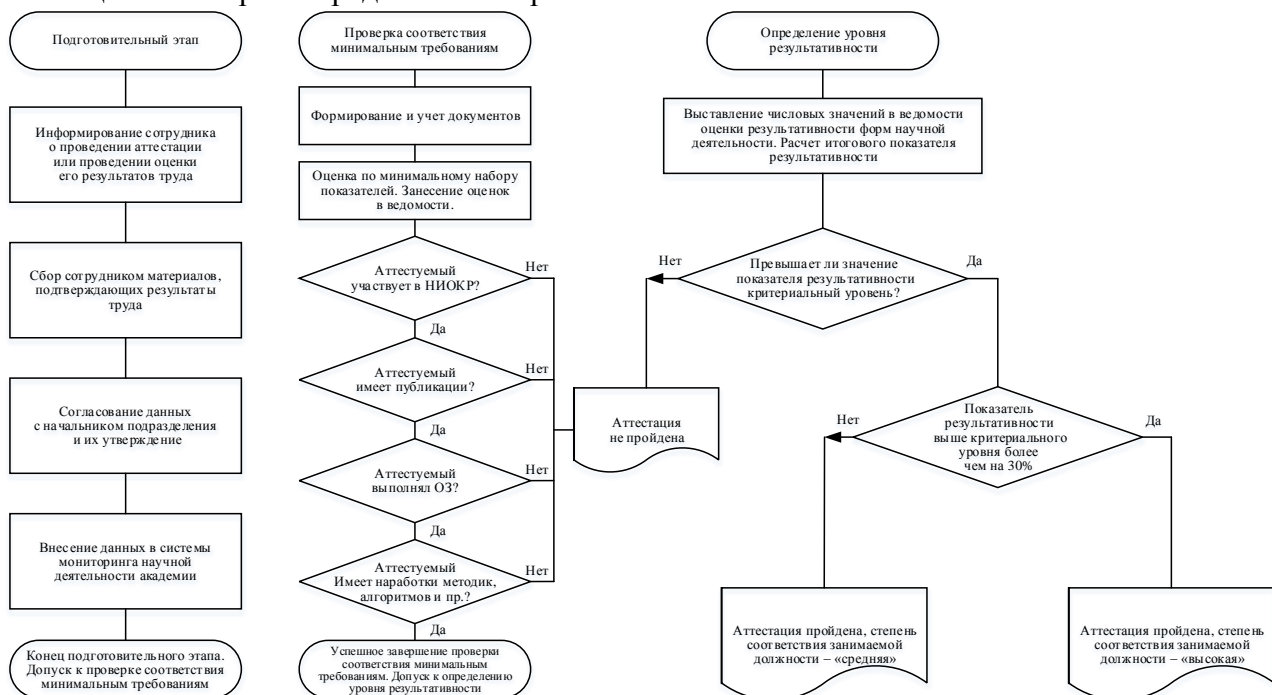 Подготовительный этап
Информирование сотрудника
о проведении аттестации
или проведении оценки
его результатов труда
Сбор сотрудником материалов,
подтверждающих результаты
труда
Согласование данных
с начальником подразделения
и их утверждение
Внесение данных в системы
мониторинга научной
деятельности академии
Конец подготовительного этапа.
Допуск к проверке соответствия
минимальным требованиям
Проверка соответствия
минимальным требованиям
Формирование и учет документов
Оценка по минимальному набору
показателей. Занесение оценок
в ведомости.
Аттестуемый
участвует в НИОКР?
Нет
Да
Аттестуемый
имеет публикации?
Нет
Да
Аттестуемый
выполнял ОЗ?
Нет
Да
Аттестуемый
Имеет наработки методик,
алгоритмов и пр.?
Нет
Да
Успешное завершение проверки
соответствия минимальным
требованиям. Допуск к определению
уровня результативности
Определение уровня
результативности
Выставление числовых значений в ведомости
оценки результативности форм научной
деятельности. Расчет итогового показателя
результативности
Превышает ли значение
показателя результативности
критериальный уровень?
Нет
Да
Аттестация
не пройдена
Показатель
результативности
выше критериального
уровня более
чем на 30%
Нет
Да
Аттестация пройдена, степень
соответствия занимаемой
должности – «средняя»
Аттестация пройдена, степень
соответствия занимаемой
должности – «высокая»